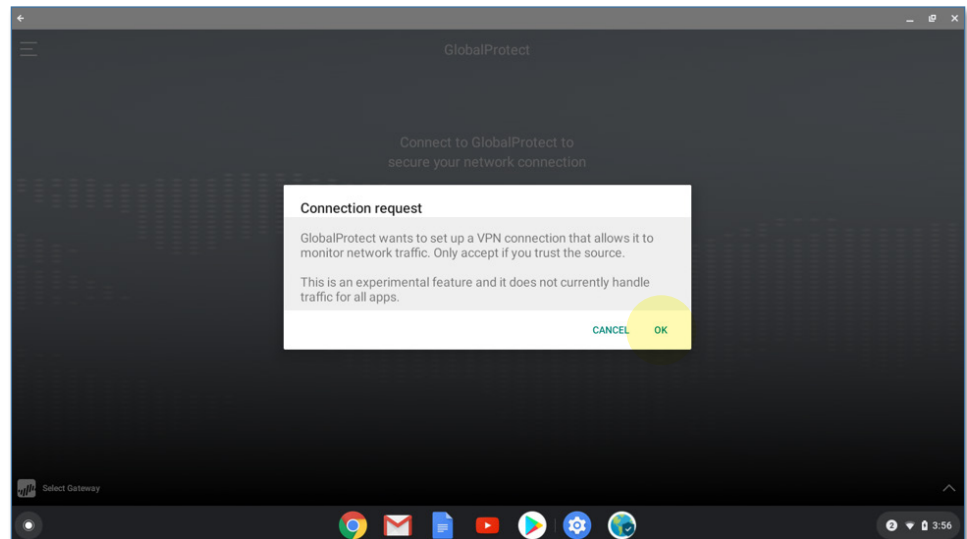 GlobalProtect
Connect to GlobalProtect to
secure your network connection
Connection request
GlobalProtect wants to set up a VPN connection that allows it to
monitor network traffic. Only accept if you trust the source.
This is an experimental feature and it does not currently handle
traffic for all apps.
CANCEL OK
Select Gateway
2 3:56